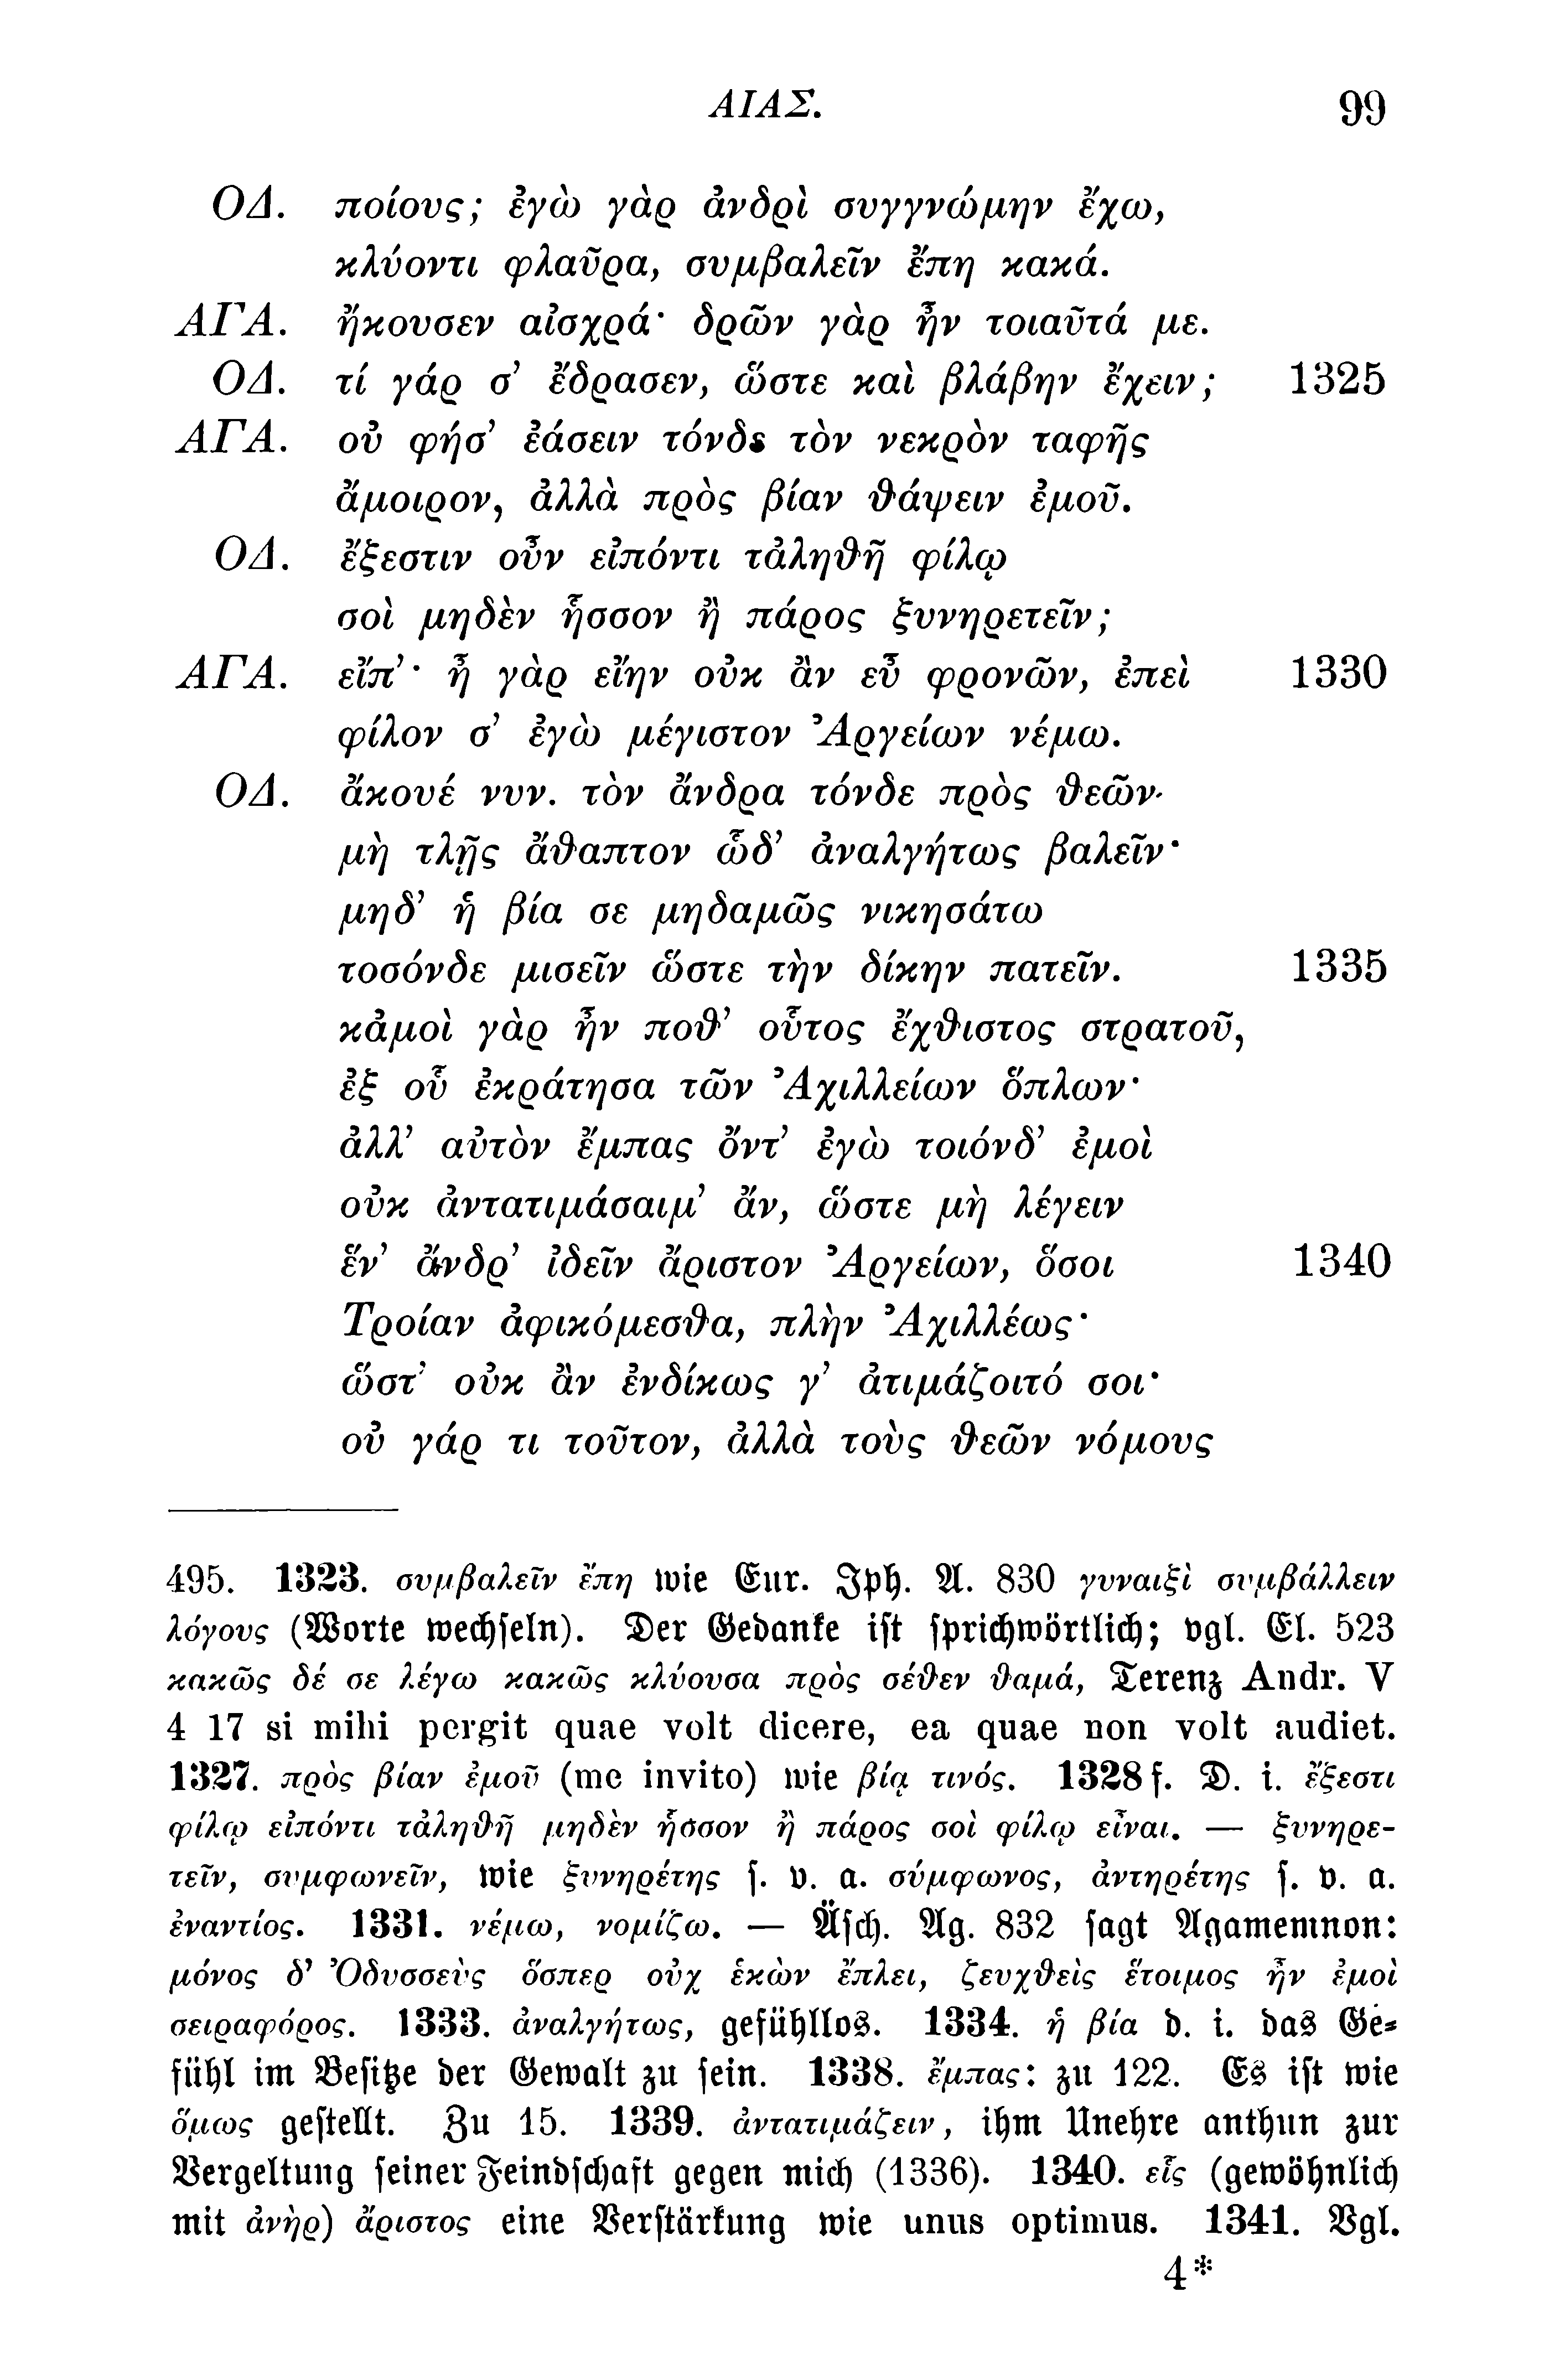 ΑΙΑΣ. 99
ΟΔ. ποίους; ἐγὼ γὰρ ἀνδρὶ συγγνώμην ἔχω,
κλύοντι φλαῦρα, συμβαλεῖν ἔπη κακά.
ΑΓΑ. ἤκουσεν αἰσχρά· δρῶν γὰρ ἦν τοιαῦτά με.
ΟΔ. τί γάρ σ’ ἔδρασεν, ὥστε καὶ βλάβην ἔχειν; 1325
ΑΓΑ. οὔ φησ’ ἐάσειν τόνδε τὸν νεκρὸν ταφῆς
ἄμοιρον, ἀλλὰ πρὸς βίαν θάψειν ἐμοῦ.
ΟΔ. ἔξεστιν οὖν εἰπόντι τἀληθῆ φίλῳ
σοὶ μηδὲν ἧσσον ἢ πάρος ξυνηρετεῖν;
ΑΓΑ. εἴπ’· ἦ γὰρ εἴην οὐκ ἂν εὖ φρονῶν, ἐπεὶ 1330
φίλον σ’ ἐγὼ μέγιστον Ἀργείων νέμω.
ΟΔ. ἄκουέ νυν. τὸν ἄνδρα τόνδε πρὸς θεῶν
μὴ τλῇς ἄθαπτον ὧδ’ ἀναλγήτως βαλεῖν·
μηδ’ ἡ βία σε μηδαμῶς νικησάτω
τοσόνδε μισεῖν ὥστε τὴν δίκην πατεῖν. 1335
κἀμοὶ γὰρ ἦν ποθ’ οὗτος ἔχθιστος στρατοῦ,
ἐξ οὗ ἐκράτησα τῶν Ἀχιλλείων ὅπλων·
ἀλλ’ αὐτὸν ἔμπας ὄντ’ ἐγὼ τοιόνδ’ ἐμοὶ
οὐκ ἀντατιμάσαιμ’ ἄν, ὥστε μὴ λέγειν
ἕν’ ἄνδρ’ ἰδεῖν ἄριστον Ἀργείων, ὅσοι 1340
Τροίαν ἀφικόμεσθα, πλὴν Ἀχιλλέως·
ὥστ’ οὐκ ἂν ἐνδίκως γ’ ἀτιμάζοιτό σοι·
οὐ γάρ τι τοῦτον, ἀλλὰ τοὺς θεῶν νόμους
495. 1323. συμβαλεῖν ἔπη wie Eur. Iph. A. 830 γυναιξὶ συμβάλλειν
λόγους (Worte wechseln). Der Gedanke ist sprichwörtlich; vgl. El. 523
κακῶς δέ σε λέγω κακῶς κλύουσα πρὸς σέθεν θαμά, Terenz Andr. V
4 17 si mihi pergit quae volt dicere, ea quae non volt audiet.
1327. πρὸς βίαν ἐμοῦ (me invito) wie βίᾳ τινός. 1328 f. D. i. ἔξεστι
φίλῳ εἰπόντι τἀληθῆ μηδὲν ἧσσον ἢ πάρος σοὶ φίλῳ εἶναι. — ξυνηρε-
τεῖν, συμφωνεῖν, wie ξυνηρέτης s. v. a. σύμφωνος, ἀντηρέτης s. v. a.
ἐναντίος. 1331. νέμω, νομίζω. — Äsch. Ag. 832 sagt Agamemnon:
μόνος δ’ Ὀδυσσεὺς ὅσπερ οὐχ ἑκὼν ἔπλει, ζευχθεὶς ἕτοιμος ἦν ἐμοὶ
σειραφόρος. 1333. ἀναλγήτως, gefühllos. 1334. ἡ βία d. i. das Ge-
fühl im Besitze der Gewalt zu sein. 1338. ἔμπας: zu 122. Es ist wie
ὅμως gestellt. Zu 15. 1339. ἀντατιμάζειν, ihm Unehre anthun zur
Vergeltung seiner Feindschaft gegen mich (1336). 1340. εἷς (gewöhnlich
mit ἀνὴρ) ἄριστος eine Verstärkung wie unus optimus. 1341. Vgl.
4*